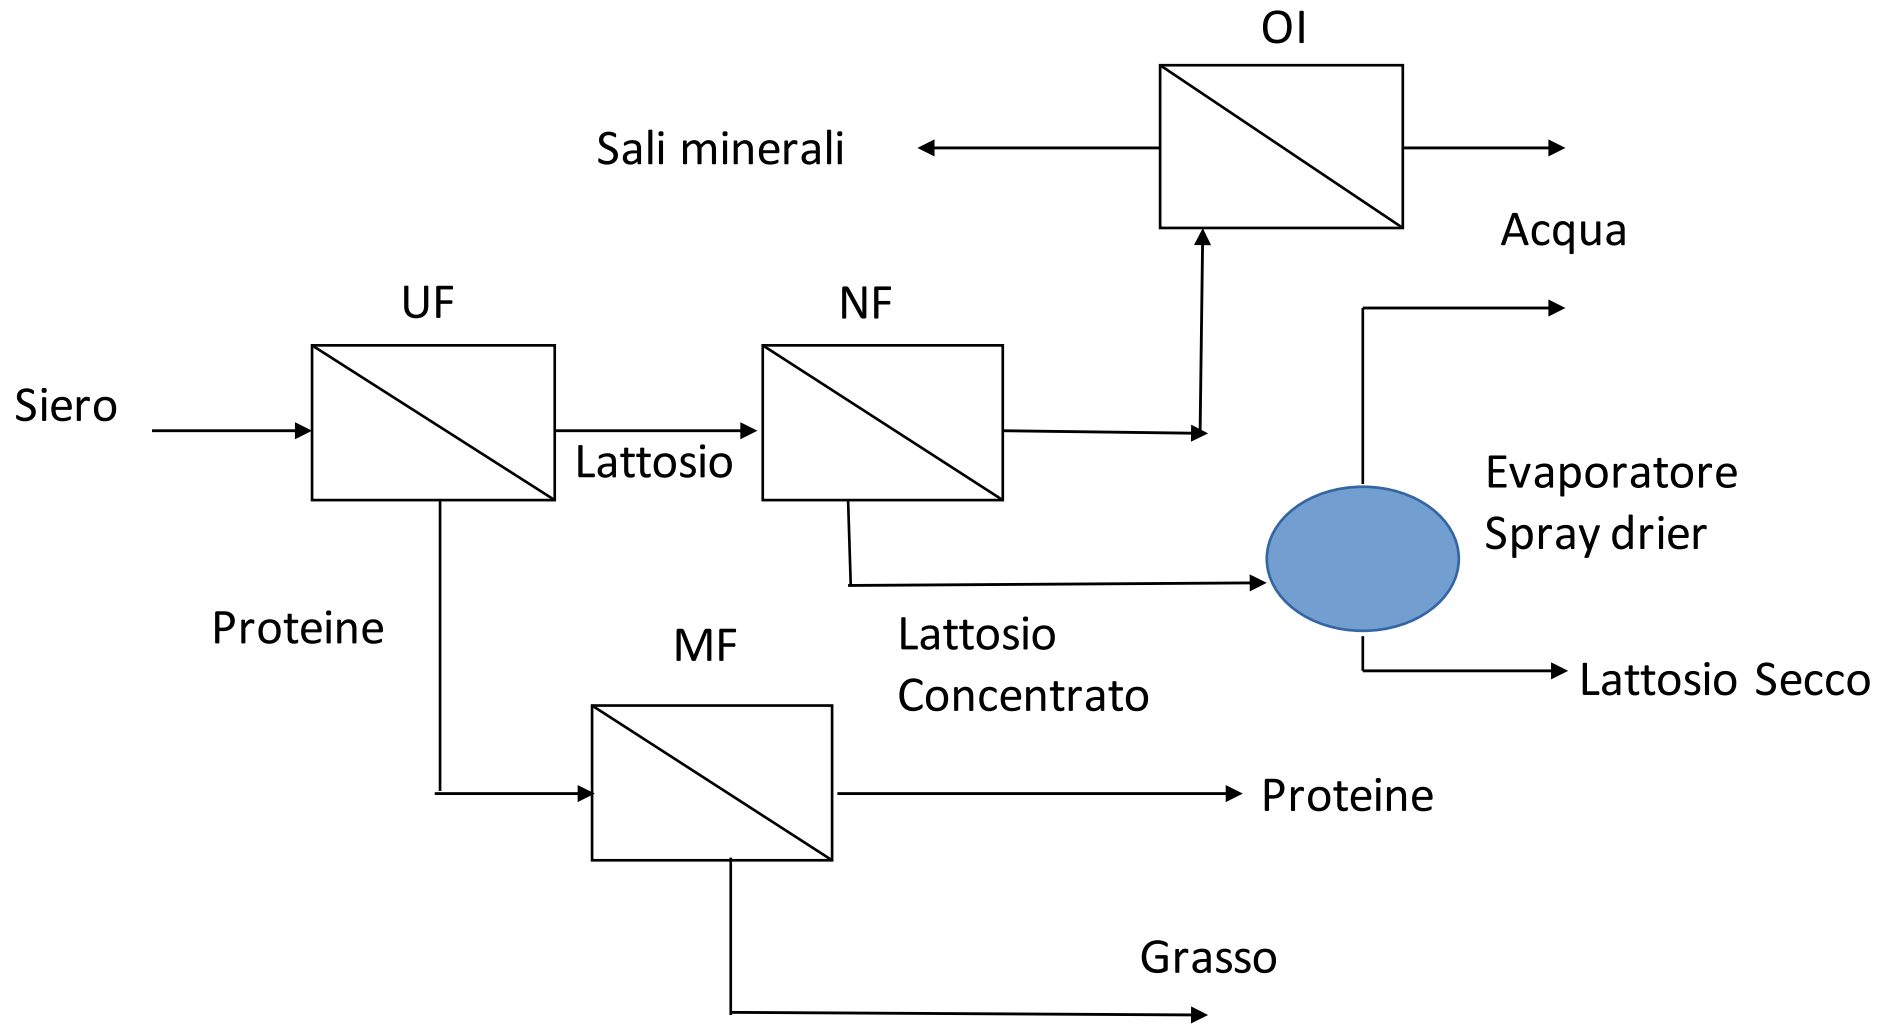 OI
Sali minerali
Acqua
UF
NF
Siero
Lattosio
Evaporatore
Spray drier
Proteine
MF
Lattosio
Concentrato
Lattosio Secco
Proteine
Grasso